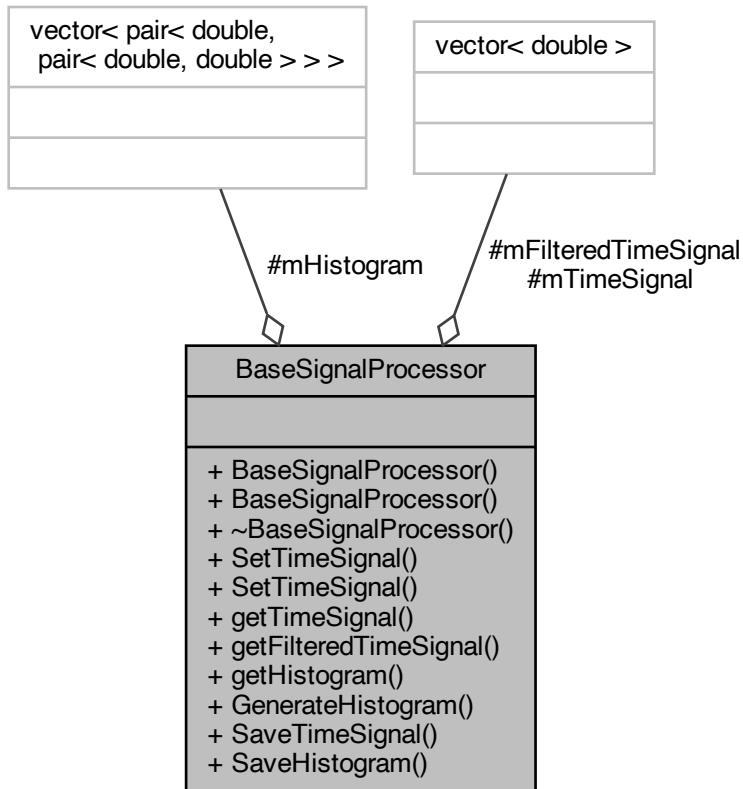 vector< pair< double,
pair< double, double > > >
vector< double >
#mHistogram
#mFilteredTimeSignal
#mTimeSignal
BaseSignalProcessor
+ BaseSignalProcessor()
+ BaseSignalProcessor()
+ ~BaseSignalProcessor()
+ SetTimeSignal()
+ SetTimeSignal()
+ getTimeSignal()
+ getFilteredTimeSignal()
+ getHistogram()
+ GenerateHistogram()
+ SaveTimeSignal()
+ SaveHistogram()